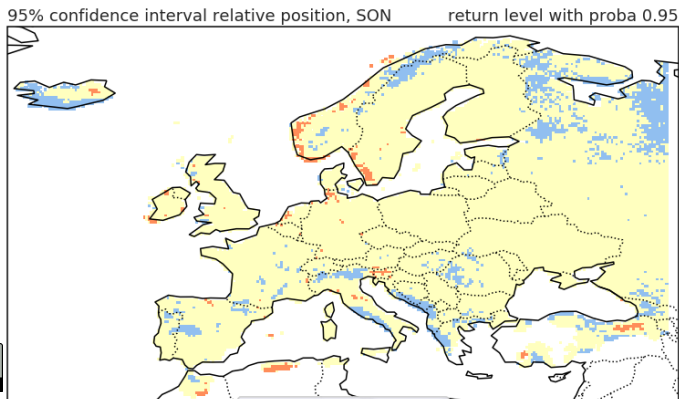 95% confidence interval relative position, SON return level with proba 0.95